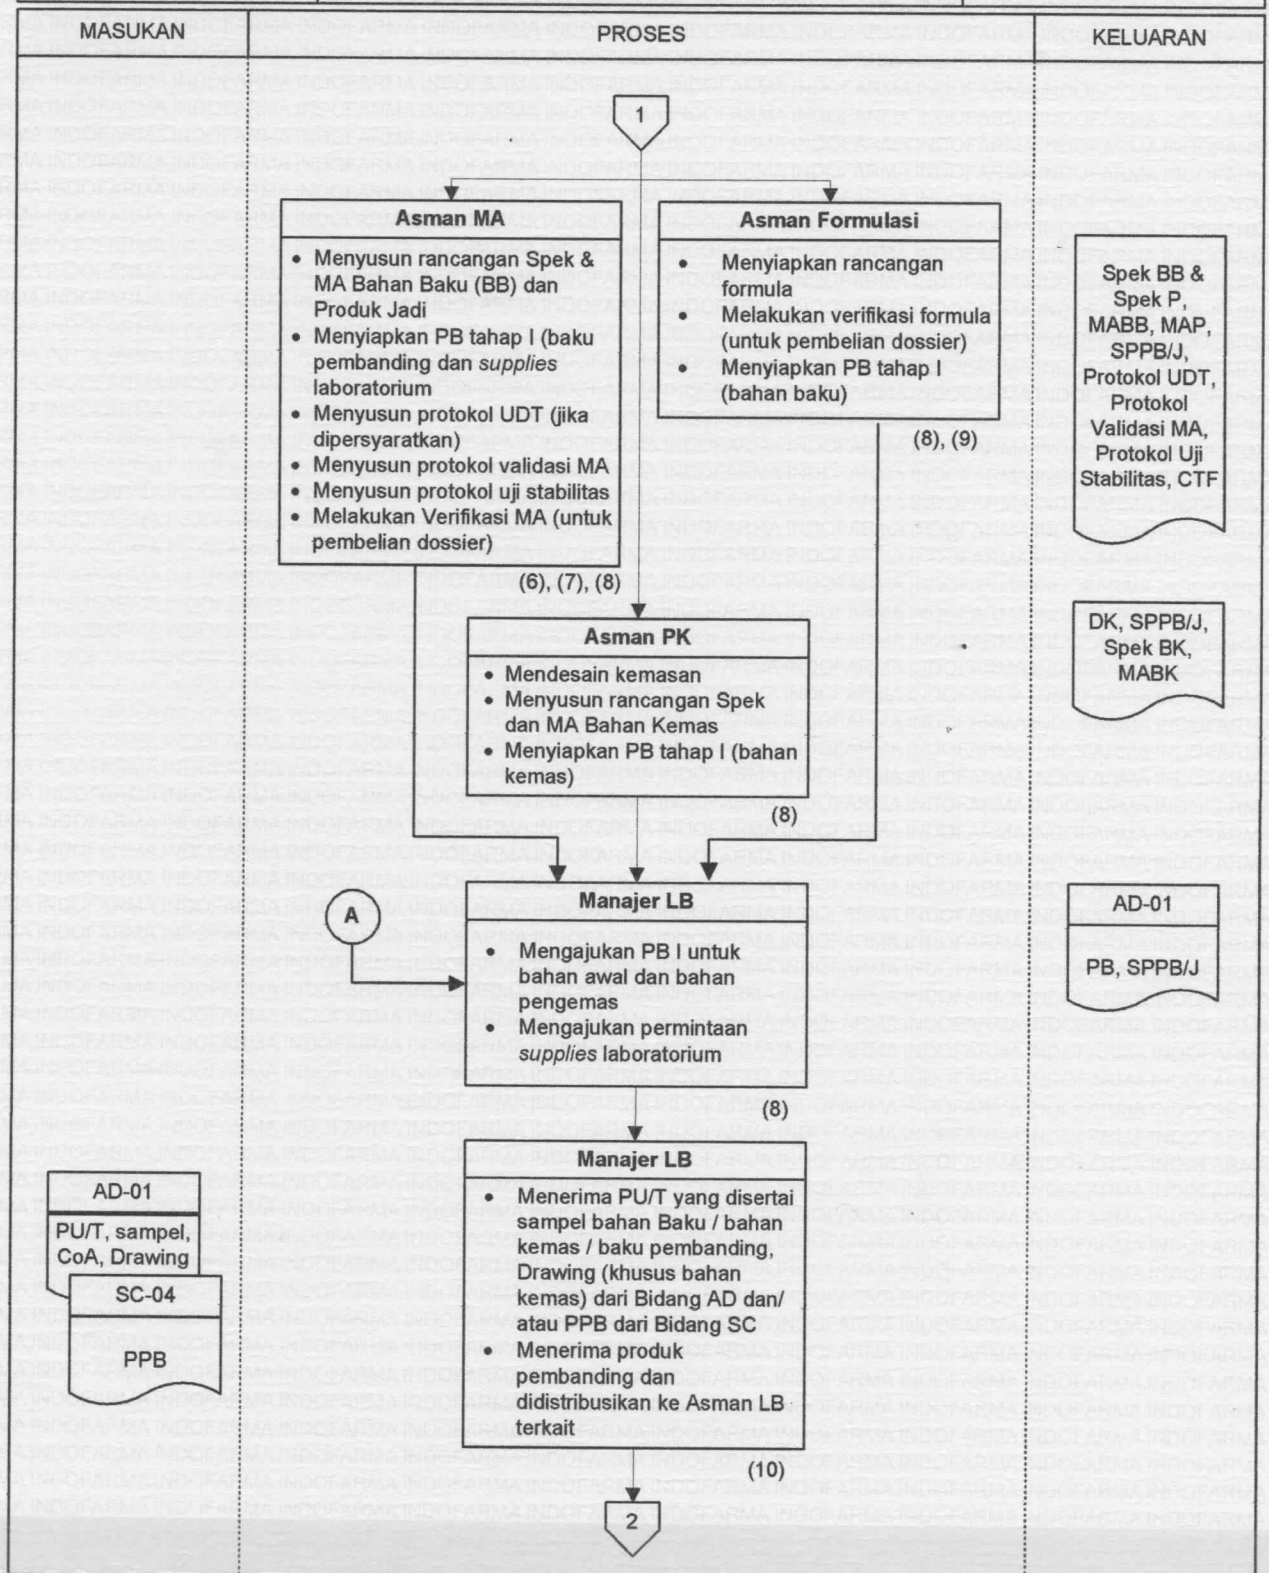 MASUKAN
PROSES
KELUARAN
1
Asman MA
• Menyusun rancangan Spek &
MA Bahan Baku (BB) dan
Produk Jadi
• Menyiapkan PB tahap I (baku
pembanding dan supplies
laboratorium
• Menyusun protokol UDT (jika
dipersyaratkan)
• Menyusun protokol validasi MA
• Menyusun protokol uji stabilitas
• Melakukan Verifikasi MA (untuk
pembelian dossier)
(6), (7), (8)
Asman Formulasi
• Menyiapkan rancangan
formula
• Melakukan verifikasi formula
(untuk pembelian dossier)
• Menyiapkan PB tahap I
(bahan baku)
(8), (9)
Spek BB &
Spek P,
MABB, MAP,
SPPB/J,
Protokol UDT,
Protokol
Validasi MA,
Protokol Uji
Stabilitas, CTF
Asman PK
• Mendesain kemasan
• Menyusun rancangan Spek
dan MA Bahan Kemas
• Menyiapkan PB tahap I (bahan
kemas)
(8)
DK, SPPB/J,
Spek BK,
MABK
A
Manajer LB
• Mengajukan PB I untuk
bahan awal dan bahan
pengemas
• Mengajukan permintaan
supplies laboratorium
(8)
AD-01
PB, SPPB/J
Manajer LB
• Menerima PU/T yang disertai
sampel bahan Baku / bahan
kemas / baku pembanding,
Drawing (khusus bahan
kemas) dari Bidang AD dan/
atau PPB dari Bidang SC
• Menerima produk
pembanding dan
didistribusikan ke Asman LB
terkait
(10)
AD-01
PU/T, sampel,
CoA, Drawing
SC-04
PPB
2